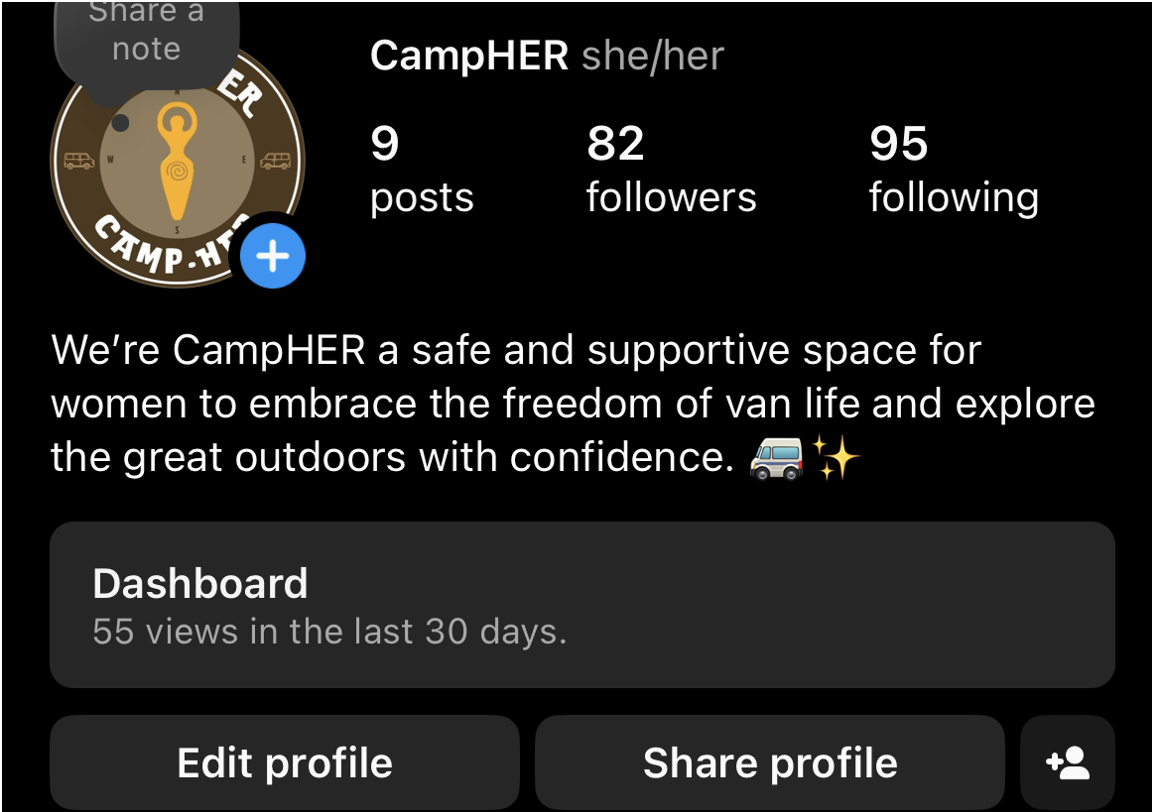 Share a
note
CampHER she/her
9
posts
82
followers
95
following
ER
W
E
S
CAMP·HE
We’re CampHER a safe and supportive space for
women to embrace the freedom of van life and explore
the great outdoors with confidence. 🚐✨
Dashboard
55 views in the last 30 days.
Edit profile
Share profile